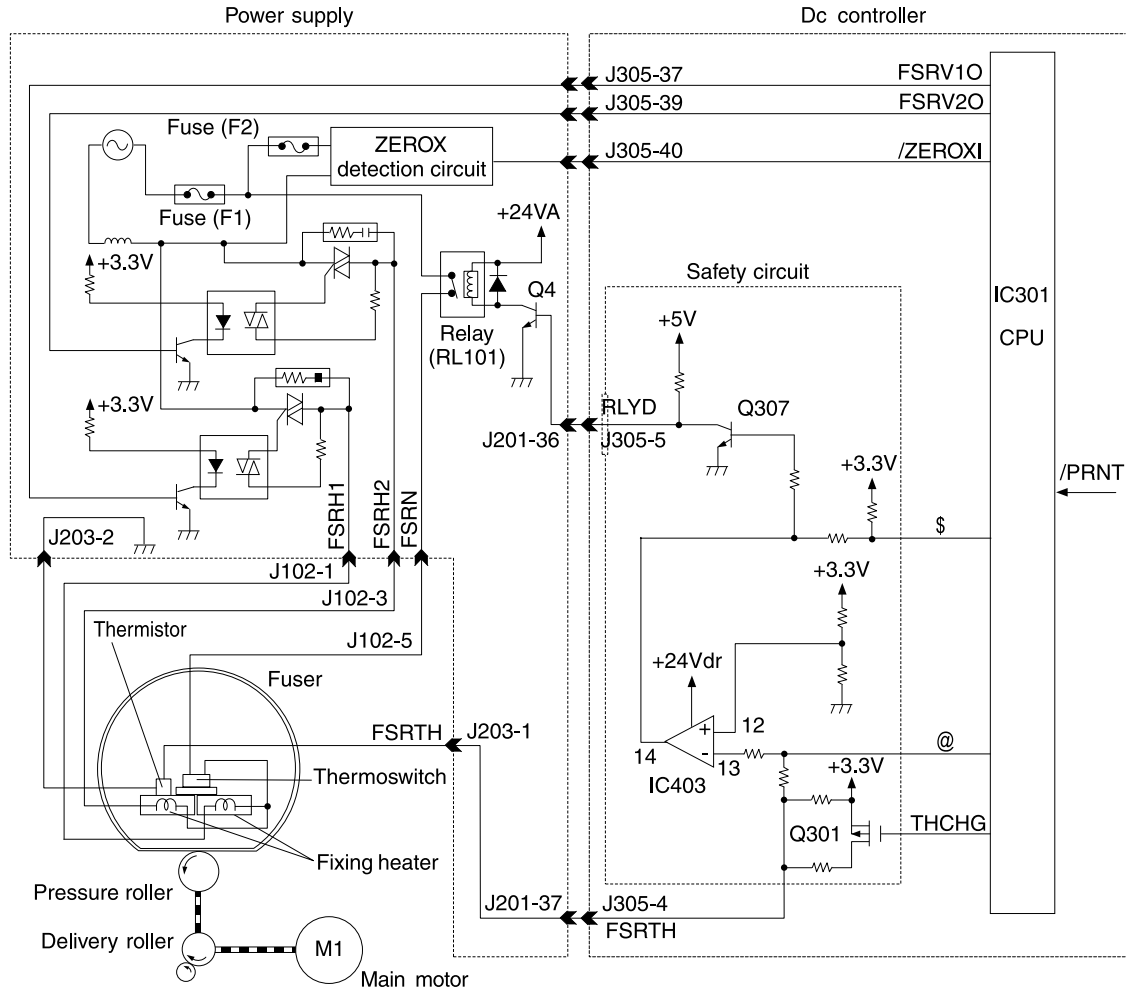 Power supply
Dc controller
J305-37
FSRV1O
J305-39
FSRV2O
Fuse (F2)
ZEROX
detection circuit
J305-40
/ZEROXI
Fuse (F1)
+24VA
+3.3V
Safety circuit
Q4
IC301
CPU
Relay
(RL101)
+5V
+3.3V
RLYD
Q307
J201-36
J305-5
+3.3V
/PRNT
FSRH1
FSRH2
FSRN
J203-2
$
J102-1
+3.3V
J102-3
Thermistor
J102-5
+24Vdr
Fuser
12
FSRTH
J203-1
14
13
@
Thermoswitch
IC403
+3.3V
Q301
THCHG
Fixing heater
Pressure roller
J201-37
J305-4
FSRTH
Delivery roller
M1
Main motor